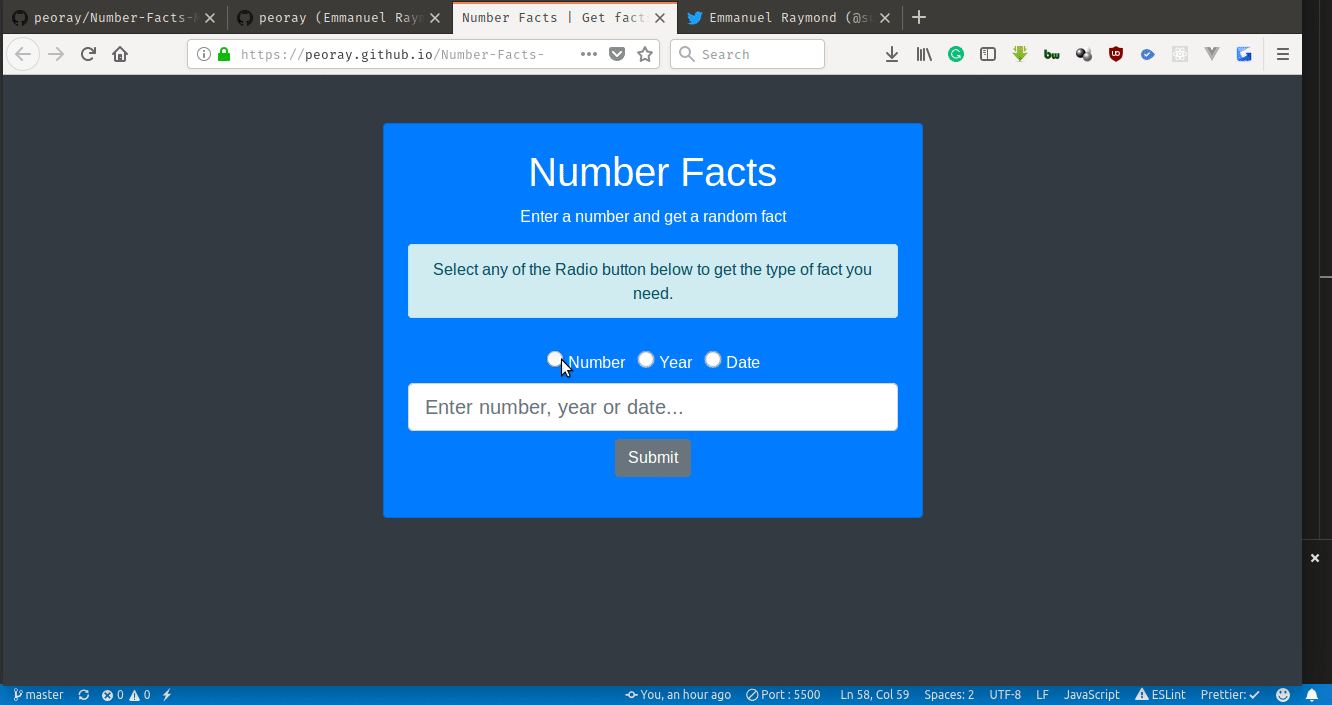 peoray/Number-Facts-
peoray (Emmanuel Ray
Number Facts | Get fact
Emmanuel Raymond (@s
https://peoray.github.io/Number-Facts-
Search
Number Facts
Enter a number and get a random fact
Select any of the Radio button below to get the type of fact you
need.
Number Year Date
Enter number, year or date...
Submit
master 0 0 You, an hour ago Port : 5500 Ln 58, Col 59 Spaces: 2 UTF-8 LF JavaScript ESLint Prettier: